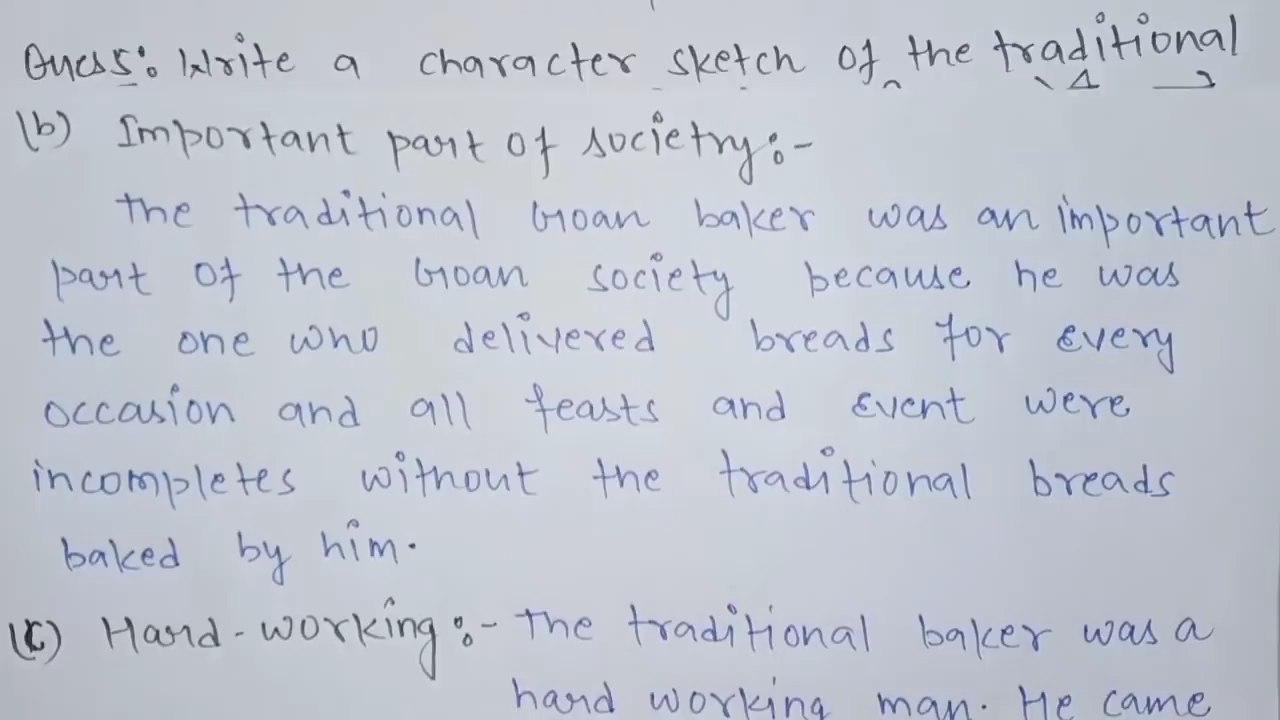 Ques: Write a character sketch of the traditional
(b) Important part of society:-
The traditional Goan baker was an important
part of the Goan society because he was
the one who delivered breads for every
occasion and all feasts and event were
incompletes without the traditional breads
baked by him.
(c) Hard-working:- The traditional baker was a
hard working man. He came